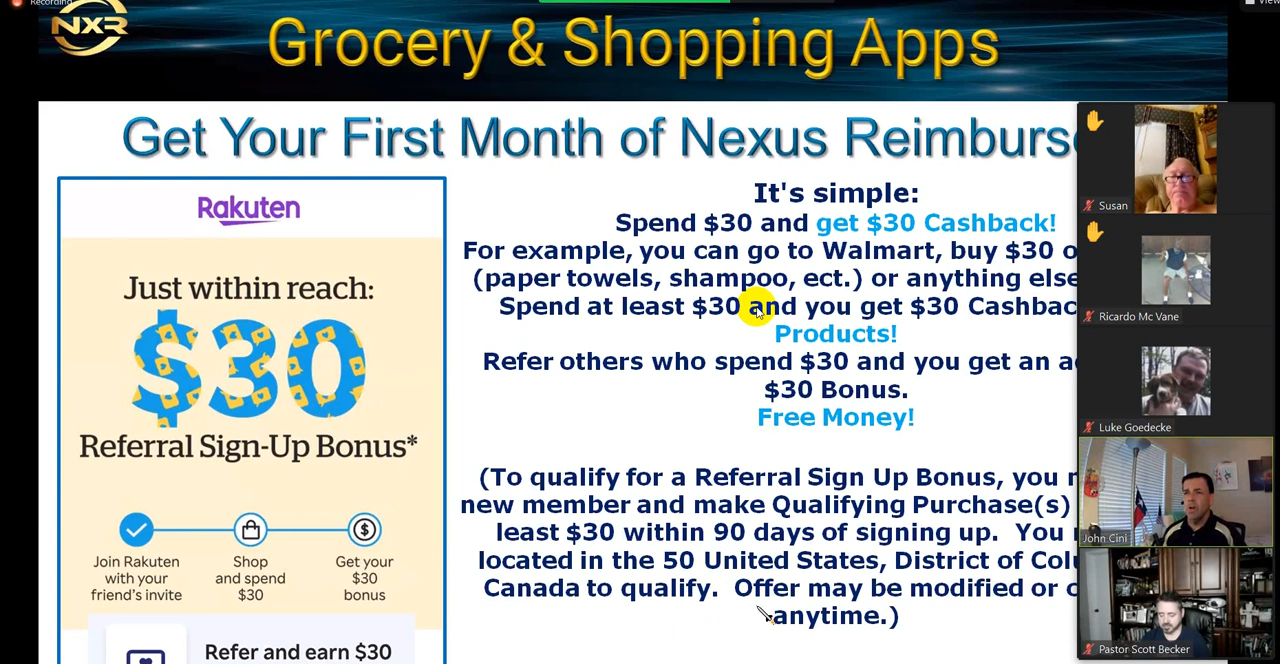 Recording
View
NXR
Grocery & Shopping Apps
Get Your First Month of Nexus Reimburs
Rakuten
Just within reach:
$30
Referral Sign-Up Bonus*
Join Rakuten
with your
friend's invite
Shop
and spend
$30
Get your
$30
bonus
Refer and earn $30
It's simple:
Spend $30 and get $30 Cashback!
For example, you can go to Walmart, buy $30 o
(paper towels, shampoo, ect.) or anything else
Spend at least $30 and you get $30 Cashbac
Products!
Refer others who spend $30 and you get an a
$30 Bonus.
Free Money!
(To qualify for a Referral Sign Up Bonus, you
new member and make Qualifying Purchase(s)
least $30 within 90 days of signing up. You
located in the 50 United States, District of Col
Canada to qualify. Offer may be modified or c
anytime.)
Susan
Ricardo Mc Vane
Luke Goedecke
John Cini
Pastor Scott Becker